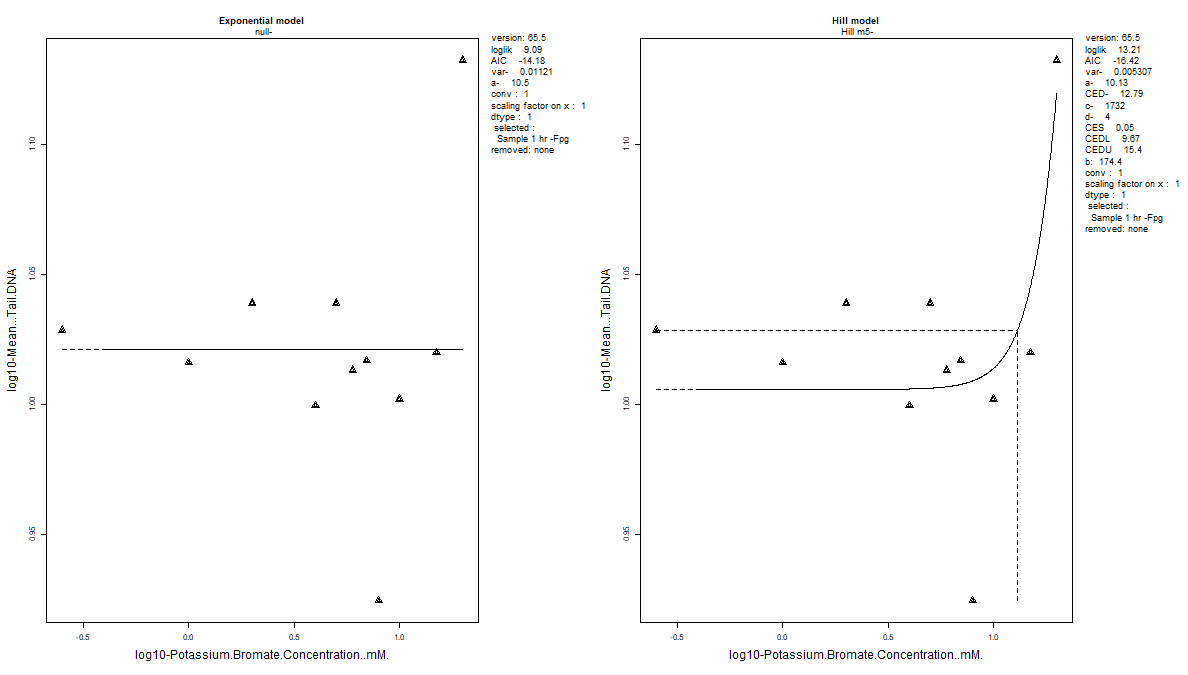 Exponential model
null-
version: 65.5
loglik 9.09
AIC -14.18
var- 0.01121
a- 10.5
conv : 1
scaling factor on x : 1
dtype : 1
selected :
Sample 1 hr -Fpg
removed: none
log10-Mean...Tail.DNA
1.10
1.05
1.00
0.95
-0.5
0.0
0.5
1.0
log10-Potassium.Bromate.Concentration..mM.
Hill model
Hill m5-
version: 65.5
loglik 13.21
AIC -16.42
var- 0.005307
a- 10.13
CED- 12.79
c- 1732
d- 4
CES 0.05
CEDL 9.67
CEDU 15.4
b: 174.4
conv : 1
scaling factor on x : 1
dtype : 1
selected :
Sample 1 hr -Fpg
removed: none
log10-Mean...Tail.DNA
1.10
1.05
1.00
0.95
-0.5
0.0
0.5
1.0
log10-Potassium.Bromate.Concentration..mM.